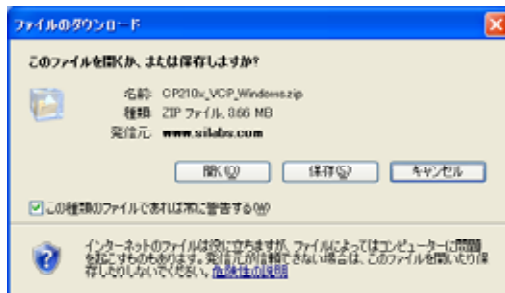 ファイルのダウンロード
このファイルを開くか、または保存しますか?
名前: CP210x_VCP_Windows.zip
種類: ZIP ファイル, 3.66 MB
発信元: www.silabs.com
開く(O) 保存(S) キャンセル
この種類のファイルであれば常に警告する(W)
インターネットのファイルは役に立ちますが、ファイルによってはコンピューターに問題
を起こすものもあります。発信元が信頼できない場合は、このファイルを開いたり保
存したりしないでください。危険性の説明